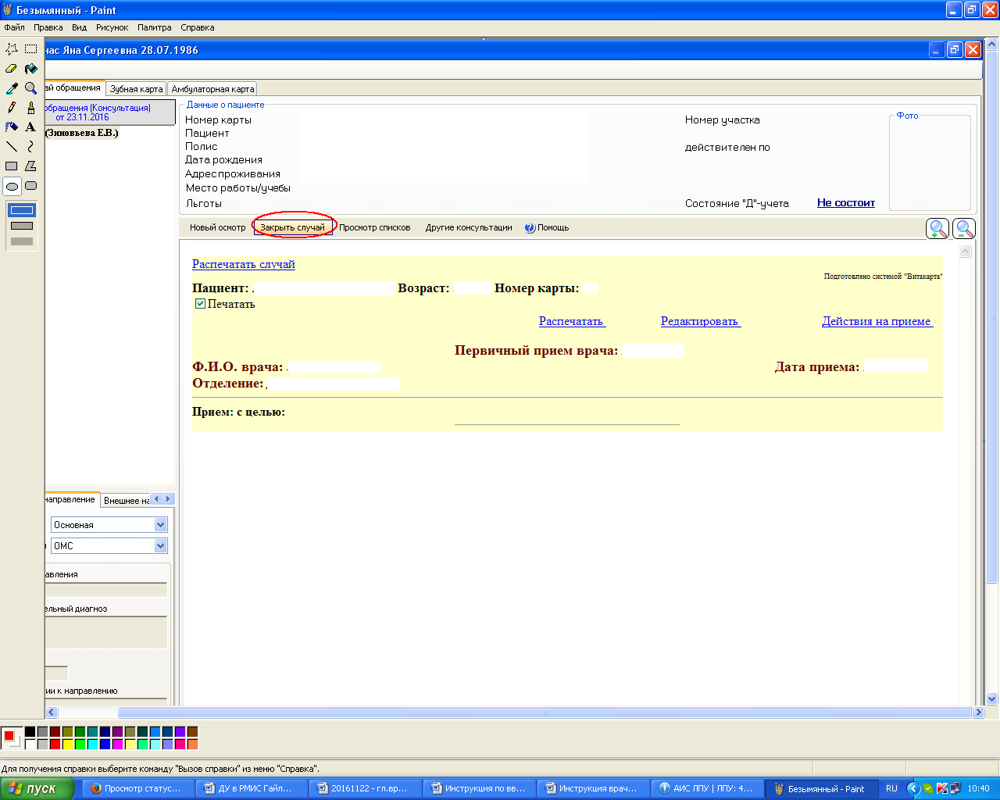 Безымянный - Paint
Файл Правка Вид Рисунок Палитра Справка
нас Яна Сергеевна 28.07.1986
ай обращения Зубная карта Амбулаторная карта
обращения (Консультация)
от 23.11.2016
(Зиновьева Е.В.)
Данные о пациенте
Номер карты
Пациент
Полис
Дата рождения
Адрес проживания
Место работы/учебы
Льготы
Номер участка
действителен по
Состояние "Д"-учета Не состоит
Фото
Новый осмотр Закрыть случай Просмотр списков Другие консультации Помощь
Распечатать случай
Подготовлено системой "Витакарта"
Пациент: Возраст: Номер карты:
Печатать
Распечатать Редактировать Действия на приеме
Первичный прием врача:
Ф.И.О. врача: Дата приема:
Отделение:
Прием: с целью:
направление Внешнее на
Основная
ОМС
авления
ельный диагноз
ии к направлению
Для получения справки выберите команду "Вызов справки" из меню "Справка".
пуск Просмотр статус... ДУ в РМИС Гайл... 20161122 - гл.вр... Инструкция по вв... Инструкция врач... АИС ЛПУ | ЛПУ: 4... Безымянный - Paint RU 10:40